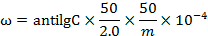 ω = antilgC × 50/2.0 × 50/m × 10⁻⁴